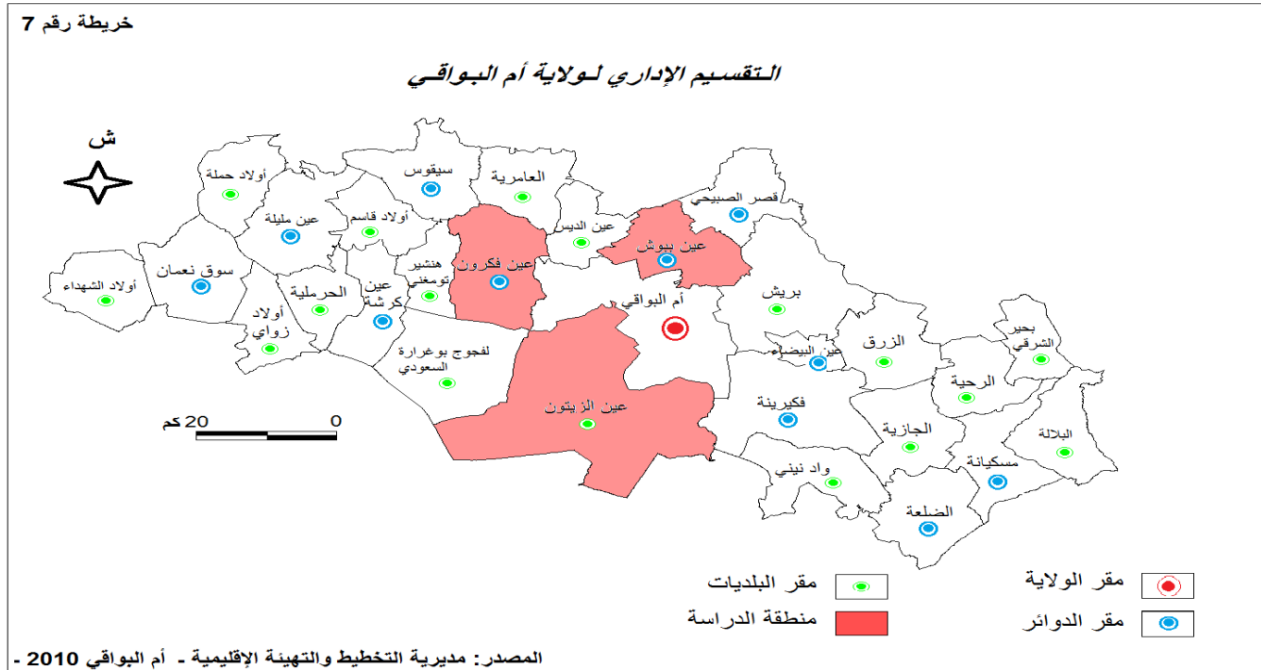 خريطة رقم 7
التقسيم الإداري لولاية أم البواقي
ش
سيقوس
العامرية
قصر الصبيحي
أولاد حملة
عين مليلة
أولاد قاسم
عين الديس
عين ببوش
عين فكرون
هنشير
تومغني
سوق نعمان
أولاد الشهداء
الحرملية
عين
كرشة
أولاد
زواي
أم البواقي
بريش
بحير
الشرقي
الزرق
عين البيضاء
الرحية
لفجوج بوغرارة
السعودي
عين الزيتون
فكيرينة
الجازية
البلالة
مسكيانة
واد نيني
الضلعة
0
20 كم
مقر الولاية
مقر البلديات
مقر الدوائر
منطقة الدراسة
المصدر: مديرية التخطيط والتهيئة الإقليمية - أم البواقي 2010 -